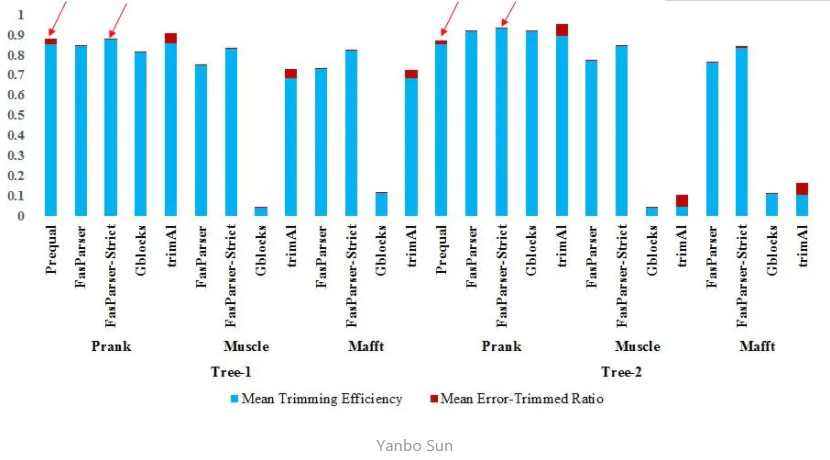 1
0.9
0.8
0.7
0.6
0.5
0.4
0.3
0.2
0.1
0
Prequal
FasParser
FasParser-Strict
Gblocks
trimAl
FasParser
FasParser-Strict
Gblocks
trimAl
FasParser
FasParser-Strict
Gblocks
trimAl
Prequal
FasParser
FasParser-Strict
Gblocks
trimAl
FasParser
FasParser-Strict
Gblocks
trimAl
FasParser
FasParser-Strict
Gblocks
trimAl
Prank Muscle Mafft Prank Muscle Mafft
Tree-1 Tree-2
Mean Trimming Efficiency Mean Error-Trimmed Ratio
Yanbo Sun